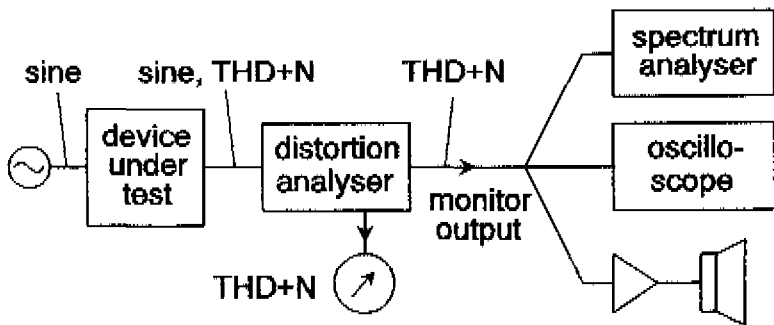 sine
sine, THD+N
THD+N
spectrum
analyser
device
under
test
distortion
analyser
oscillo-
scope
monitor
output
THD+N